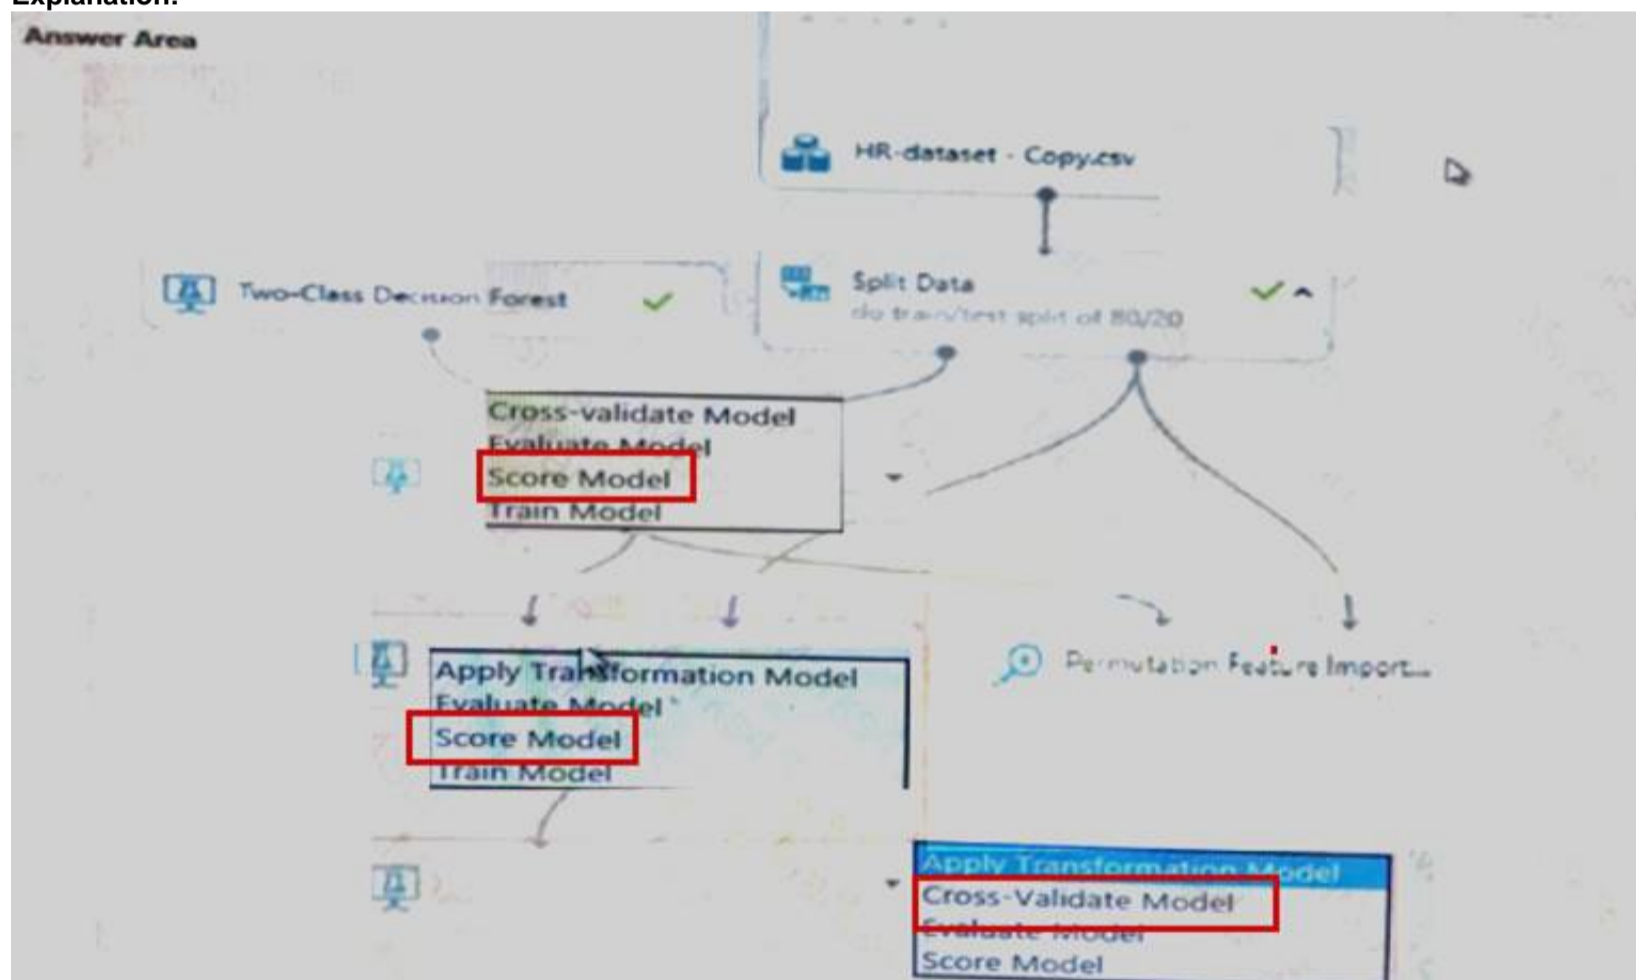 Explanation:
Answer Area
HR-dataset - Copy.csv
Two-Class Decision Forest
Split Data
do train/test split of 80/20
Cross-validate Model
Evaluate Model
Score Model
Train Model
Apply Transformation Model
Evaluate Model
Score Model
Train Model
Permutation Feature Import...
Apply Transformation Model
Cross-Validate Model
Evaluate Model
Score Model